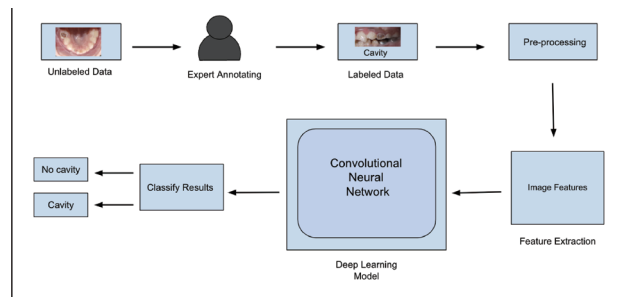 Unlabeled Data
Expert Annotating
Cavity
Labeled Data
Pre-processing
Image Features
Feature Extraction
Convolutional
Neural
Network
Deep Learning
Model
Classify Results
No cavity
Cavity